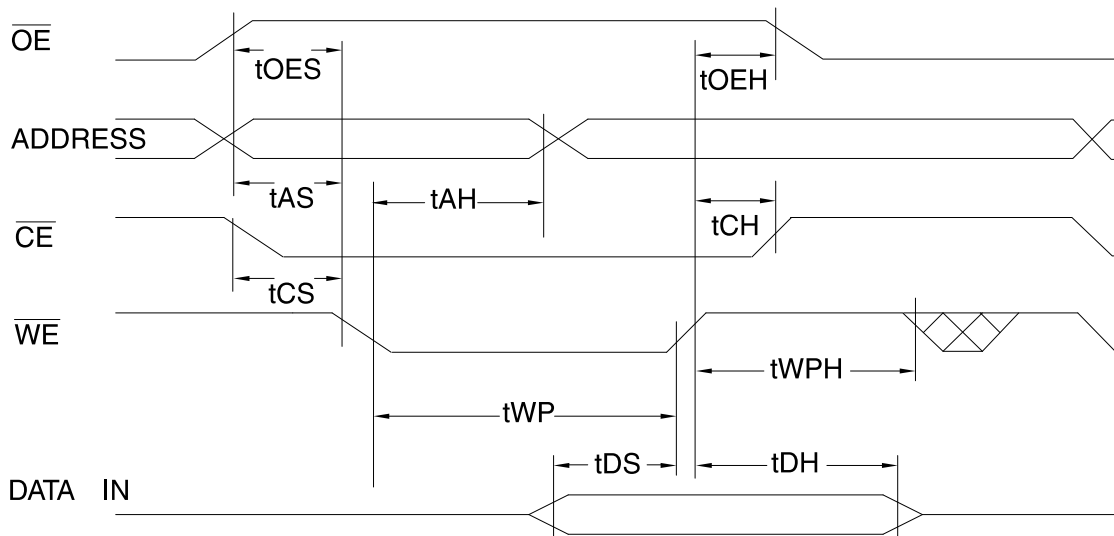 OE
tOES
tOEH
ADDRESS
tAS
tAH
tCH
CE
tCS
WE
tWPH
tWP
tDS
tDH
DATA IN